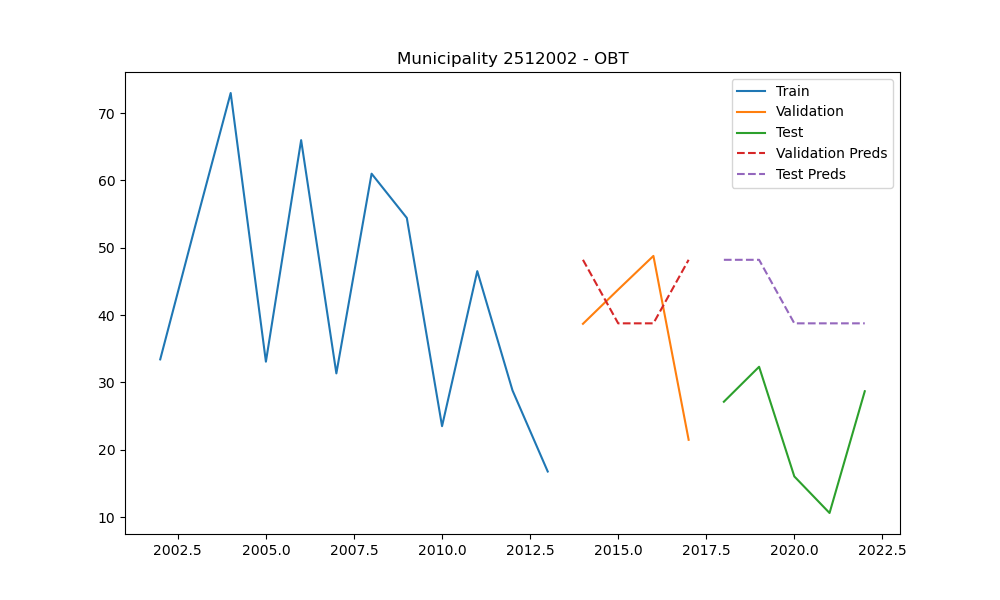 Municipality 2512002 - OBT
Train
Validation
Test
Validation Preds
Test Preds
70
60
50
40
30
20
10
2002.5 2005.0 2007.5 2010.0 2012.5 2015.0 2017.5 2020.0 2022.5